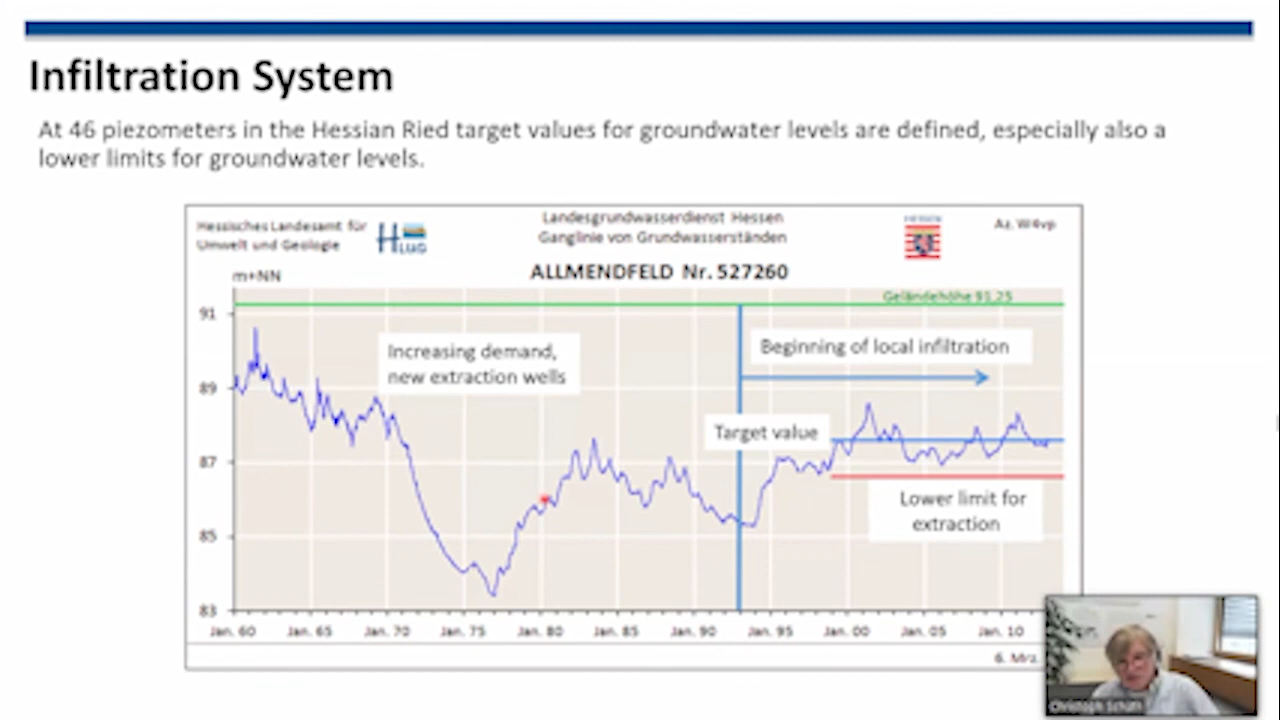 Infiltration System
At 46 piezometers in the Hessian Ried target values for groundwater levels are defined, especially also a
lower limits for groundwater levels.
Hessisches Landesamt für
Umwelt und Geologie
HLUG
Landesgrundwasserdienst Hessen
Ganglinie von Grundwasserständen
HESSEN
Az. W4vp
m+NN
ALLMENDFELD Nr. 527260
Geländehöhe 91,25
91
89
87
85
83
Increasing demand,
new extraction wells
Beginning of local infiltration
Target value
Lower limit for
extraction
Jan. 60 Jan. 65 Jan. 70 Jan. 75 Jan. 80 Jan. 85 Jan. 90 Jan. 95 Jan. 00 Jan. 05 Jan. 10
6. Mrz.
Christoph